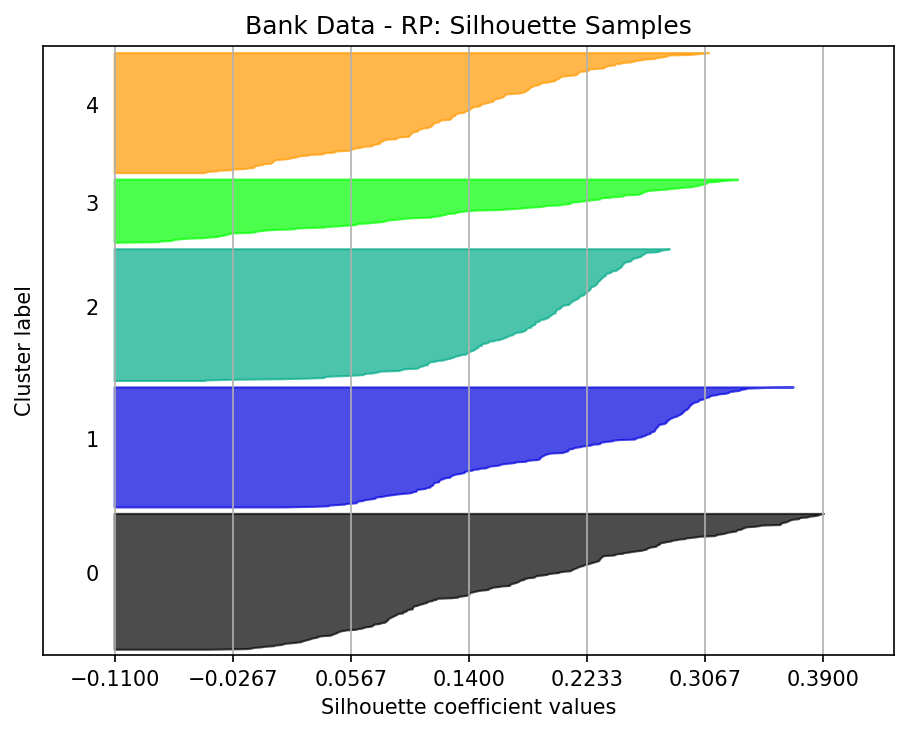 Bank Data - RP: Silhouette Samples
4
3
2
1
0
Cluster label
−0.1100 −0.0267 0.0567 0.1400 0.2233 0.3067 0.3900
Silhouette coefficient values